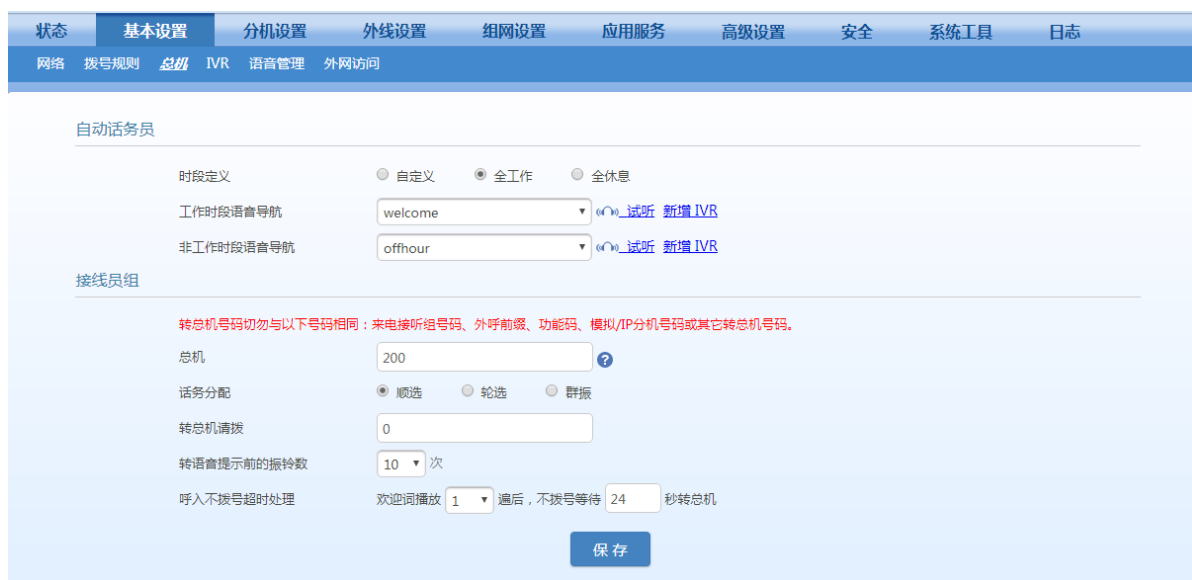 状态 基本设置 分机设置 外线设置 组网设置 应用服务 高级设置 安全 系统工具 日志
网络 拨号规则 总机 IVR 语音管理 外网访问
自动话务员
时段定义 自定义 全工作 全休息
工作时段语音导航 welcome 试听 新增 IVR
非工作时段语音导航 offhour 试听 新增 IVR
接线员组
转总机号码切勿与以下号码相同：来电接听组号码、外呼前缀、功能码、模拟/IP分机号码或其它转总机号码。
总机 200 ?
话务分配 顺选 轮选 群振
转总机请拨 0
转语音提示前的振铃数 10 次
呼入不拨号超时处理 欢迎词播放 1 遍后，不拨号等待 24 秒转总机
保存